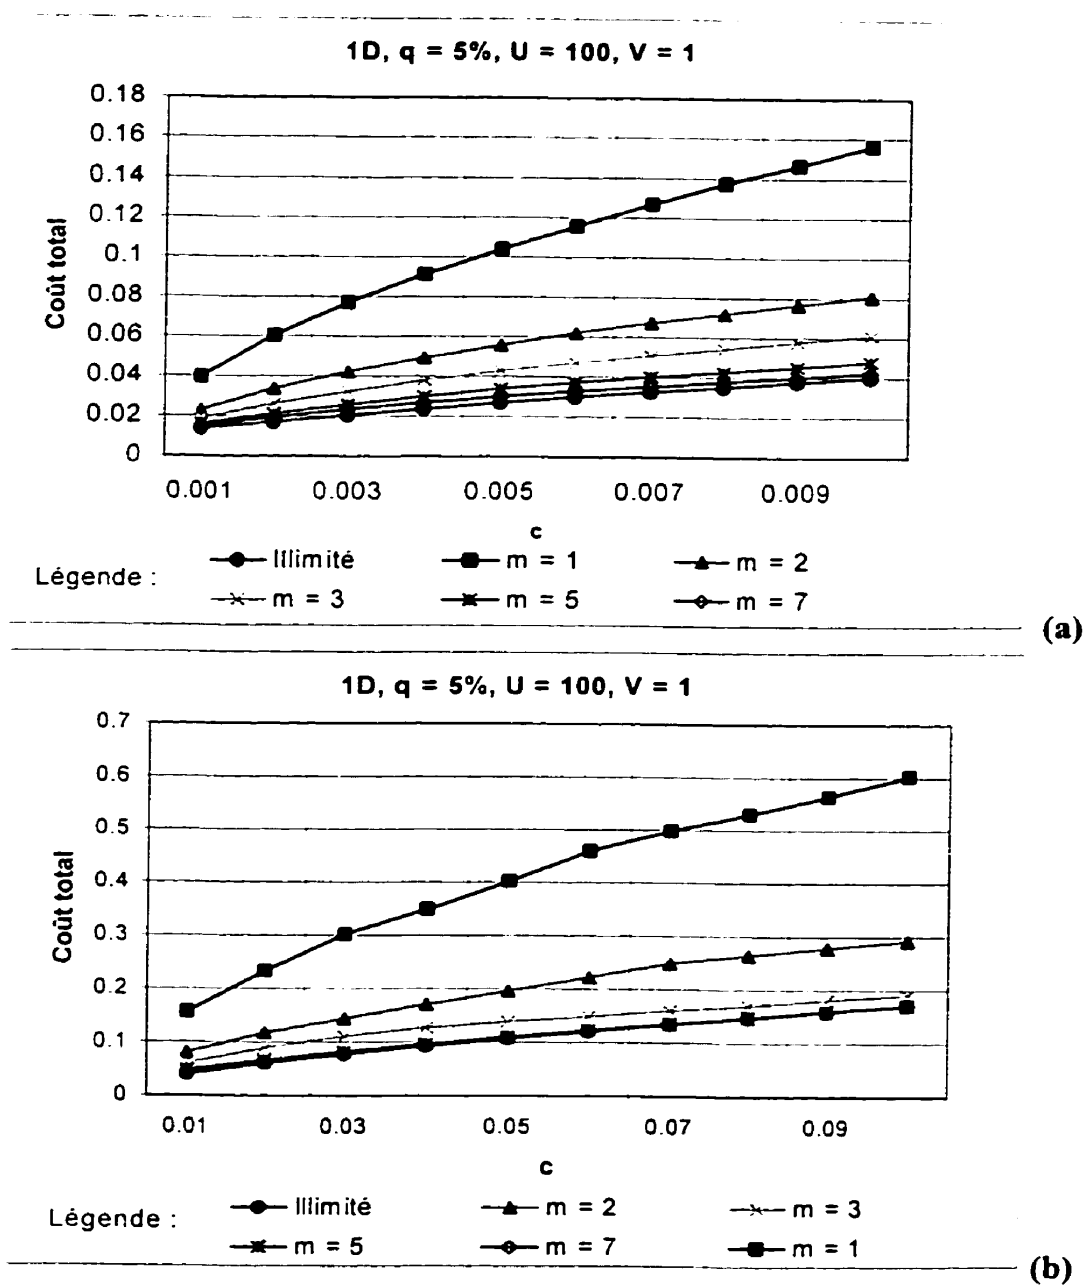 1D, q = 5%, U = 100, V = 1
0.18
0.16
0.14
0.12
0.1
0.08
0.06
0.04
0.02
0
Coût total
0.001 0.003 0.005 0.007 0.009
c
Légende :
Illimité m = 1 m = 2
m = 3 m = 5 m = 7
(a)
1D, q = 5%, U = 100, V = 1
0.7
0.6
0.5
0.4
0.3
0.2
0.1
0
Coût total
0.01 0.03 0.05 0.07 0.09
c
Légende :
Illimité m = 2 m = 3
m = 5 m = 7 m = 1
(b)